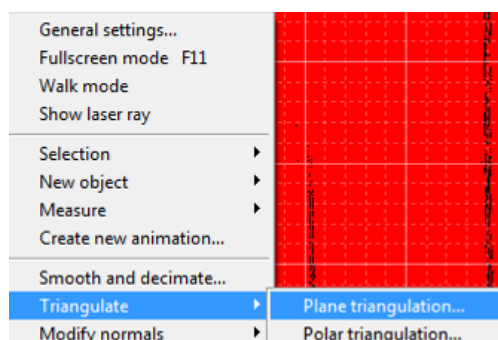 General settings...
Fullscreen mode F11
Walk mode
Show laser ray
Selection
New object
Measure
Create new animation...
Smooth and decimate...
Triangulate
Plane triangulation...
Modify normals
Polar triangulation...